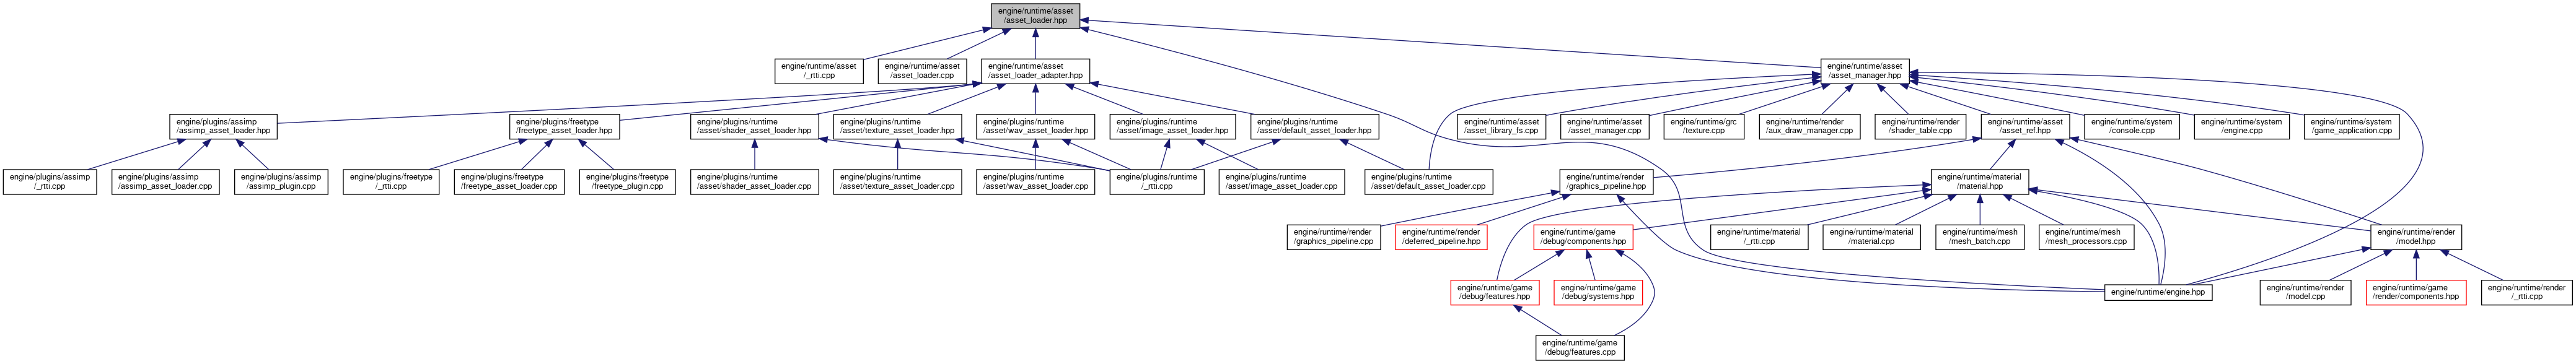 engine/runtime/asset
/asset_loader.hpp
engine/runtime/asset
/_rtti.cpp
engine/runtime/asset
/asset_loader.cpp
engine/runtime/asset
/asset_loader_adapter.hpp
engine/runtime/asset
/asset_manager.hpp
engine/plugins/assimp
/assimp_asset_loader.hpp
engine/plugins/freetype
/freetype_asset_loader.hpp
engine/plugins/runtime
/asset/shader_asset_loader.hpp
engine/plugins/runtime
/asset/texture_asset_loader.hpp
engine/plugins/runtime
/asset/wav_asset_loader.hpp
engine/plugins/runtime
/asset/image_asset_loader.hpp
engine/plugins/runtime
/asset/default_asset_loader.hpp
engine/runtime/asset
/asset_library_fs.cpp
engine/runtime/asset
/asset_manager.cpp
engine/runtime/grc
/texture.cpp
engine/runtime/render
/aux_draw_manager.cpp
engine/runtime/render
/shader_table.cpp
engine/runtime/asset
/asset_ref.hpp
engine/runtime/system
/console.cpp
engine/runtime/system
/engine.cpp
engine/runtime/system
/game_application.cpp
engine/plugins/assimp
/_rtti.cpp
engine/plugins/assimp
/assimp_asset_loader.cpp
engine/plugins/assimp
/assimp_plugin.cpp
engine/plugins/freetype
/_rtti.cpp
engine/plugins/freetype
/freetype_asset_loader.cpp
engine/plugins/freetype
/freetype_plugin.cpp
engine/plugins/runtime
/asset/shader_asset_loader.cpp
engine/plugins/runtime
/asset/texture_asset_loader.cpp
engine/plugins/runtime
/asset/wav_asset_loader.cpp
engine/plugins/runtime
/_rtti.cpp
engine/plugins/runtime
/asset/image_asset_loader.cpp
engine/plugins/runtime
/asset/default_asset_loader.cpp
engine/runtime/render
/graphics_pipeline.hpp
engine/runtime/material
/material.hpp
engine/runtime/render
/graphics_pipeline.cpp
engine/runtime/render
/deferred_pipeline.hpp
engine/runtime/game
/debug/components.hpp
engine/runtime/material
/_rtti.cpp
engine/runtime/material
/material.cpp
engine/runtime/mesh
/mesh_batch.cpp
engine/runtime/mesh
/mesh_processors.cpp
engine/runtime/render
/model.hpp
engine/runtime/game
/debug/features.hpp
engine/runtime/game
/debug/systems.hpp
engine/runtime/engine.hpp
engine/runtime/render
/model.cpp
engine/runtime/game
/render/components.hpp
engine/runtime/render
/_rtti.cpp
engine/runtime/game
/debug/features.cpp